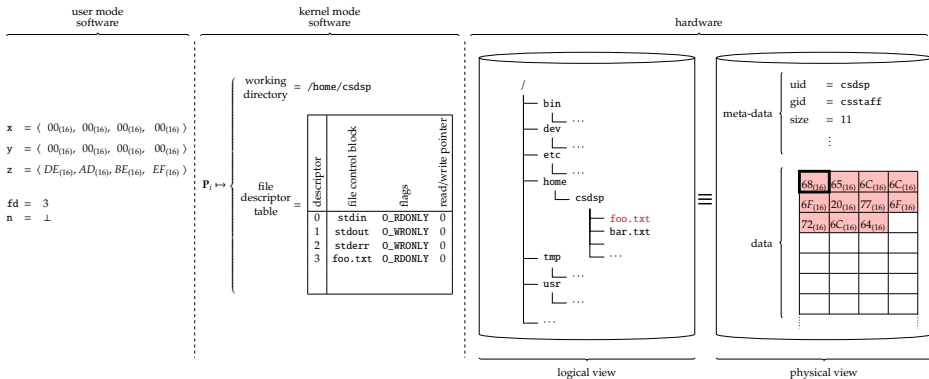 user mode
software
kernel mode
software
hardware
x = ⟨ 00(16), 00(16), 00(16), 00(16) ⟩
y = ⟨ 00(16), 00(16), 00(16), 00(16) ⟩
z = ⟨ DE(16), AD(16), BE(16), EF(16) ⟩
fd = 3
n = ⊥
Pi ↦
working
directory = /home/csdsp
file
descriptor =
table
descriptor
file control block
flags
read/write pointer
0 stdin O_RDONLY 0
1 stdout O_WRONLY 0
2 stderr O_WRONLY 0
3 foo.txt O_RDONLY 0
/
bin
...
dev
...
etc
...
home
csdsp
foo.txt
bar.txt
...
tmp
...
usr
...
...
logical view
≡
meta-data
uid = csdsp
gid = csstaff
size = 11
⋮
data
68(16) 65(16) 6C(16) 6C(16)
6F(16) 20(16) 77(16) 6F(16)
72(16) 6C(16) 64(16)
physical view